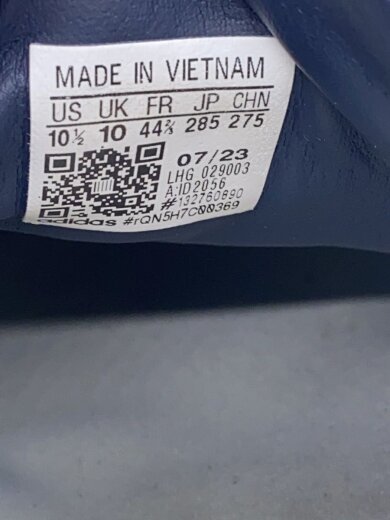 MADE IN VIETNAM
US UK FR JP CHN
10½ 10 44⅔ 285 275
07/23
LHG 029003
A:ID2056
#132760890
adidas #rQN5H7C00369